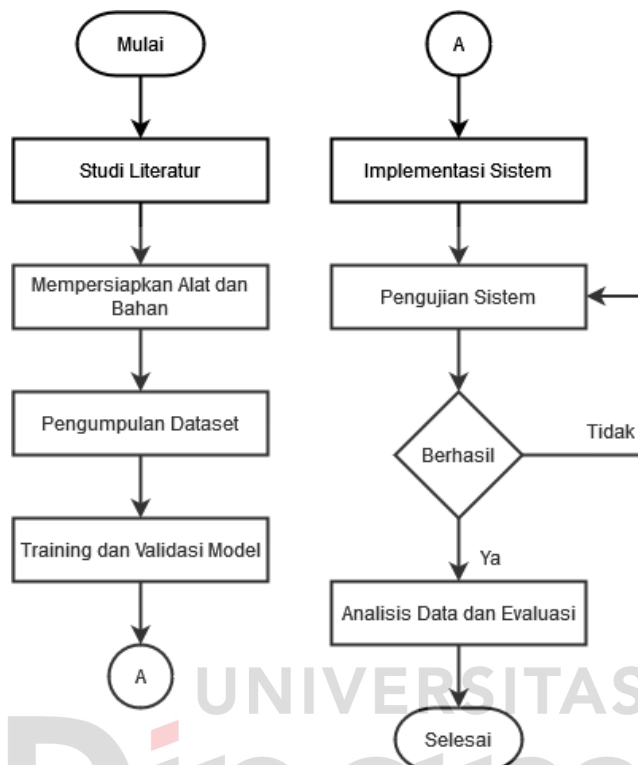 Mulai
Studi Literatur
Mempersiapkan Alat dan
Bahan
Pengumpulan Dataset
Training dan Validasi Model
A
A
Implementasi Sistem
Pengujian Sistem
Berhasil
Tidak
Ya
Analisis Data dan Evaluasi
Selesai
UNIVERSITAS